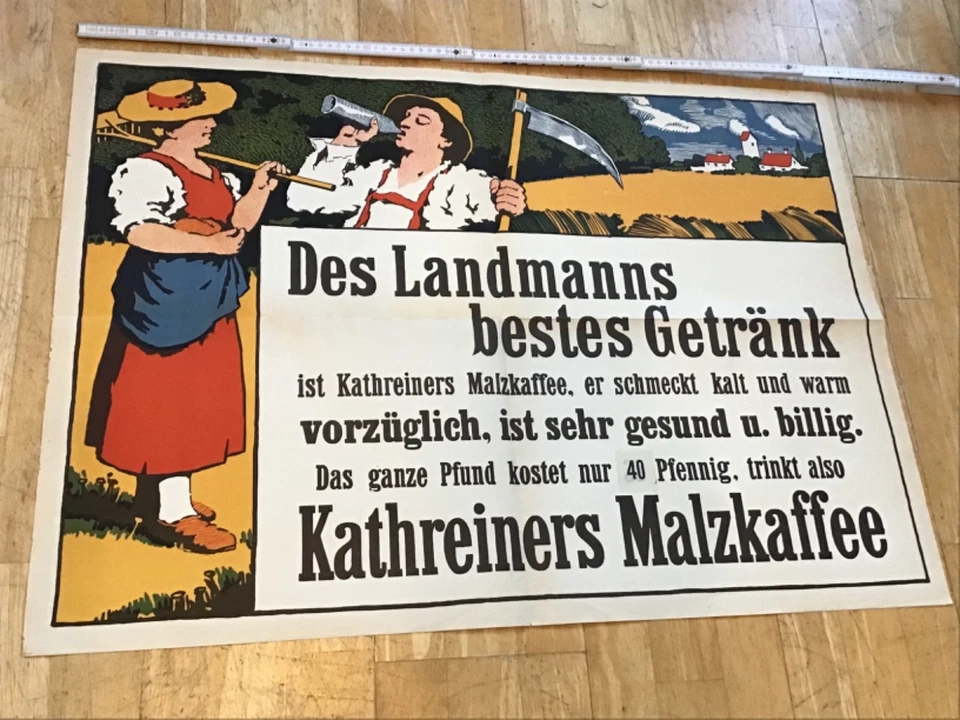 Des Landmanns
bestes Getränk
ist Kathreiners Malzkaffee, er schmeckt kalt und warm
vorzüglich, ist sehr gesund u. billig.
Das ganze Pfund kostet nur 40 Pfennig, trinkt also
Kathreiners Malzkaffee